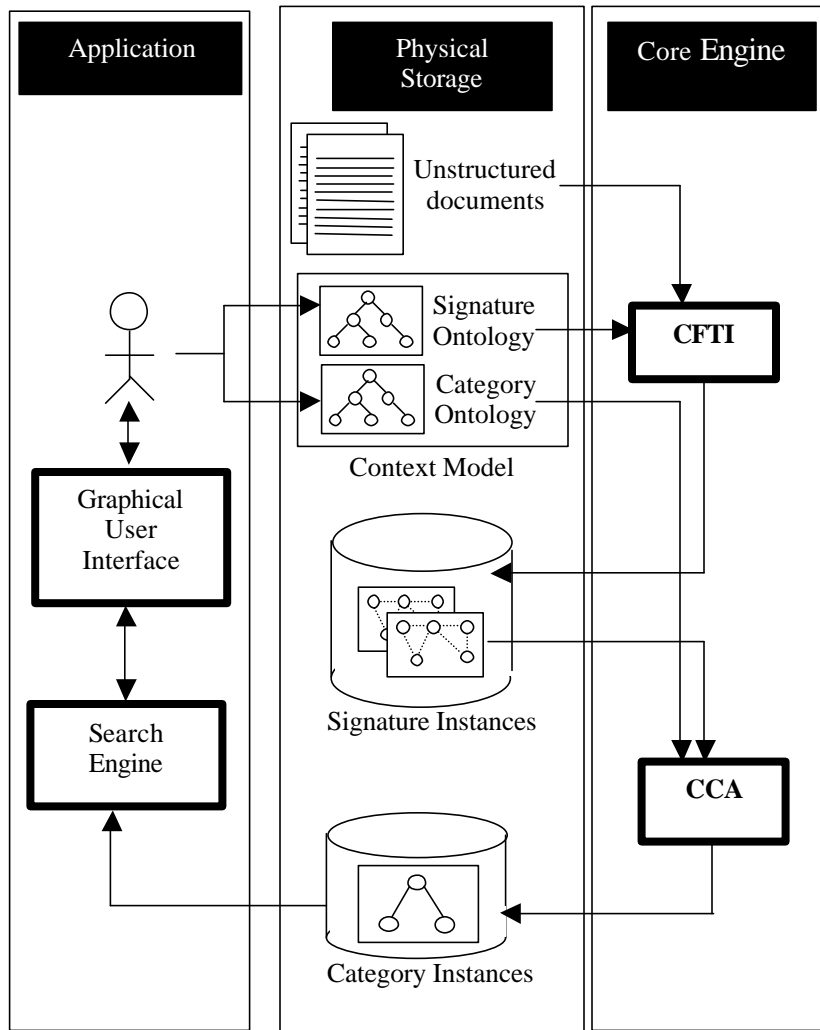 Application
Physical
Storage
Core Engine
Unstructured
documents
Signature
Ontology
CFTI
Category
Ontology
Context Model
Graphical
User
Interface
Signature Instances
Search
Engine
CCA
Category Instances